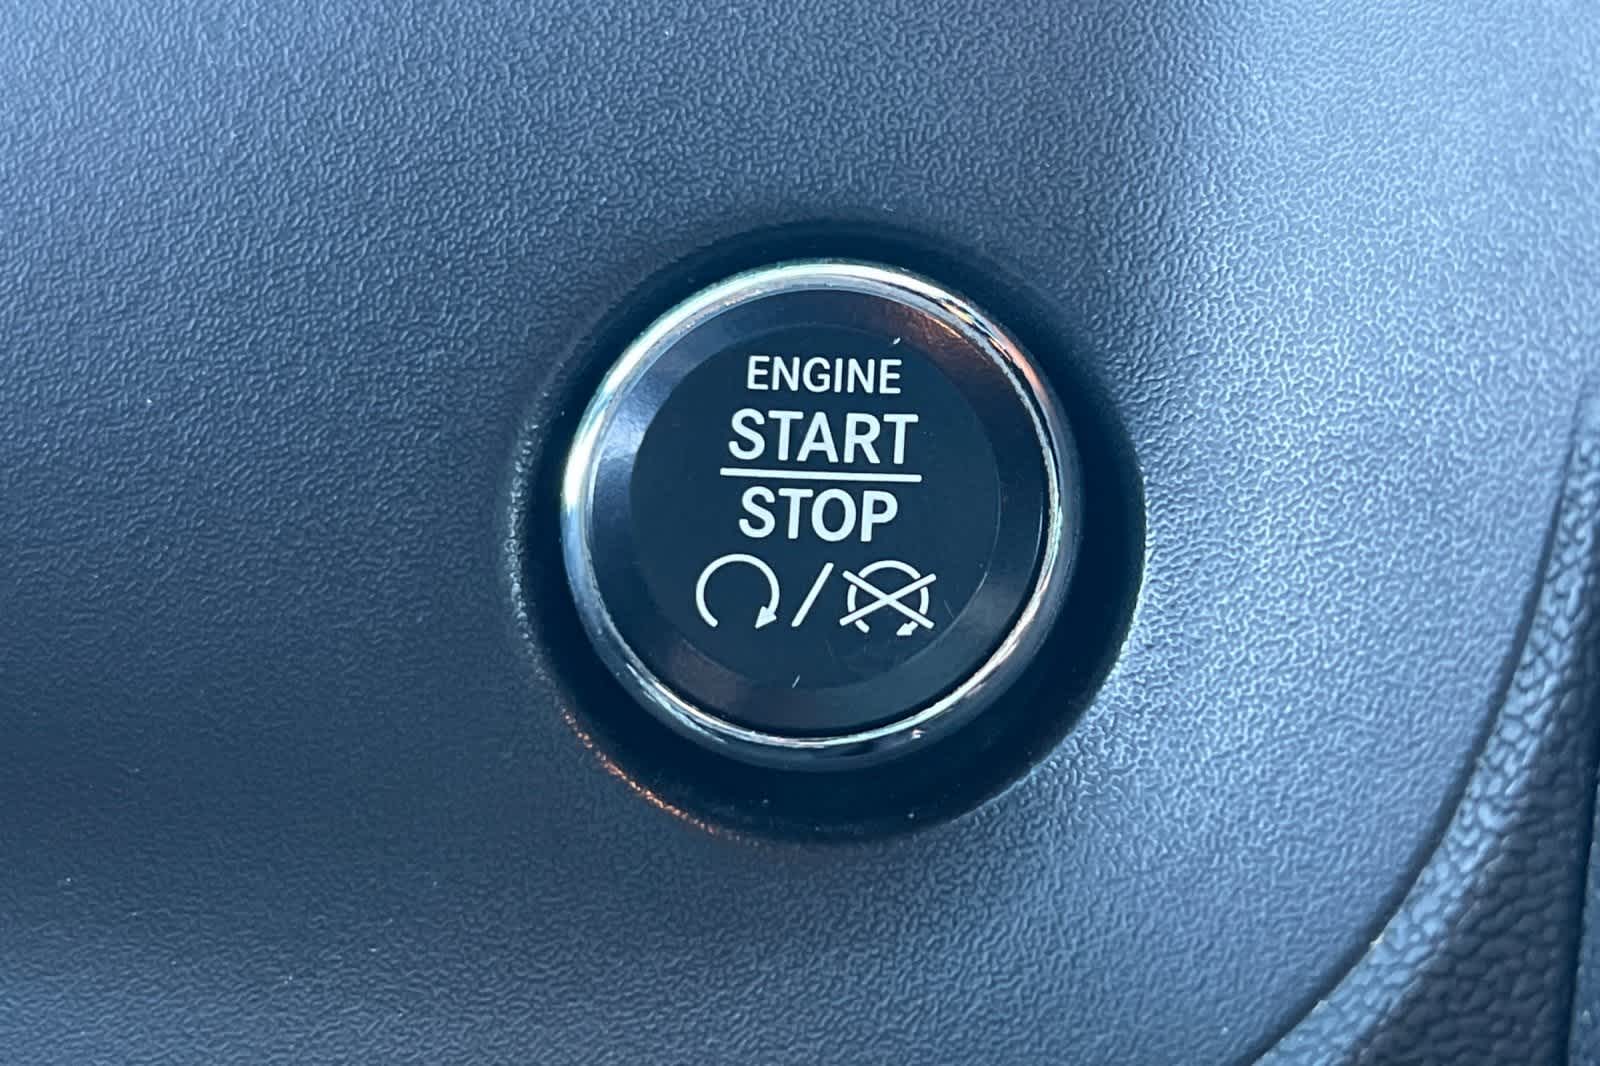 ENGINE
START
STOP
/